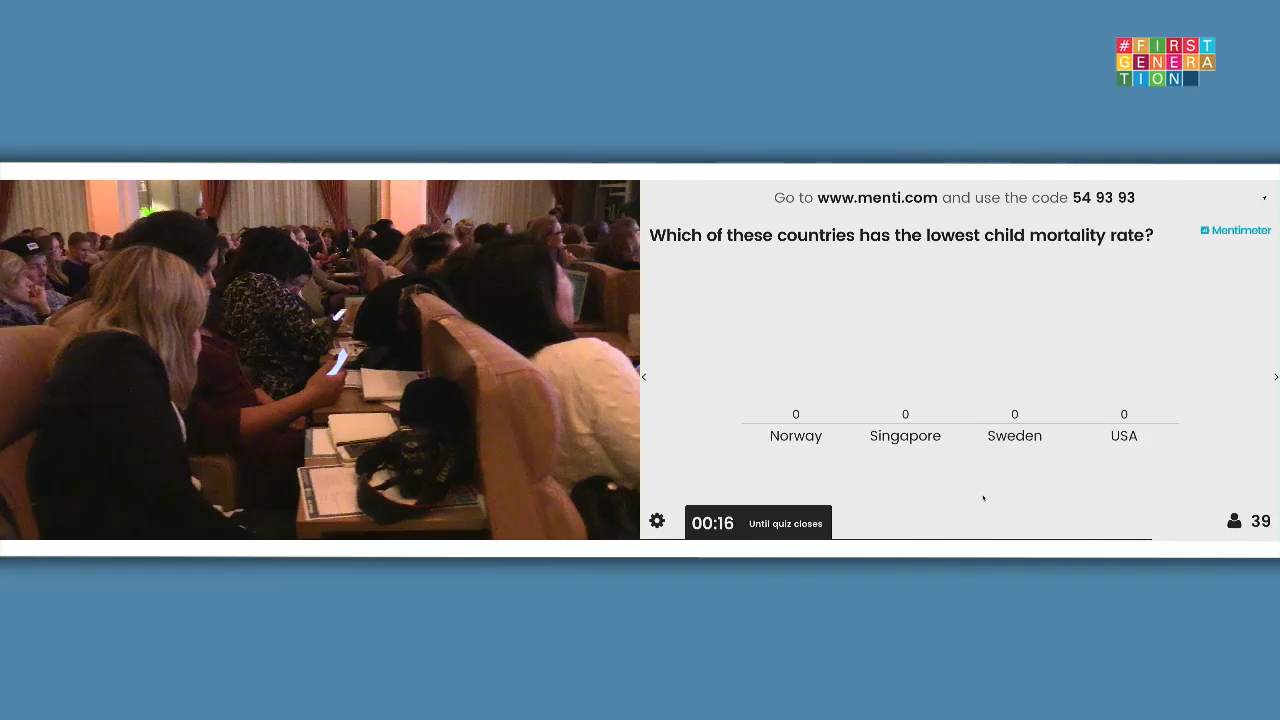 #FIRST
GENERA
TION
Go to www.menti.com and use the code 54 93 93
Which of these countries has the lowest child mortality rate?
Mentimeter
0 0 0 0
Norway Singapore Sweden USA
00:16 Until quiz closes
39